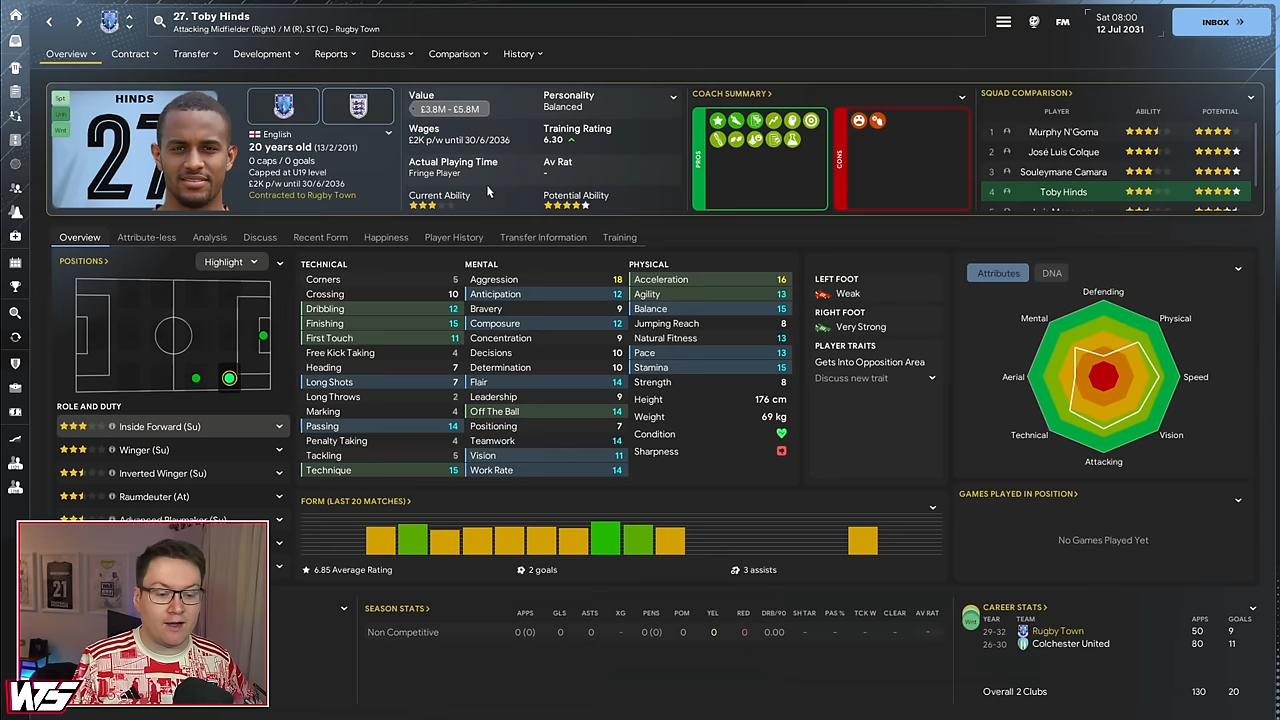 27. Toby Hinds
Attacking Midfielder (Right) / M (R), ST (C) - Rugby Town
FM
Sat 08:00
12 Jul 2031
INBOX
Overview
Contract
Transfer
Development
Reports
Discuss
Comparison
History
Spt
Unh
Wnt
HINDS
27
English
20 years old (13/2/2011)
0 caps / 0 goals
Capped at U19 level
£2K p/w until 30/6/2036
Contracted to Rugby Town
Value
£3.8M - £5.8M
Wages
£2K p/w until 30/6/2036
Actual Playing Time
Fringe Player
Current Ability
Personality
Balanced
Training Rating
6.30
Av Rat
-
Potential Ability
COACH SUMMARY >
PROS
CONS
SQUAD COMPARISON >
PLAYER ABILITY POTENTIAL
1 Murphy N'Goma
2 José Luis Colque
3 Souleymane Camara
4 Toby Hinds
Overview Attribute-less Analysis Discuss Recent Form Happiness Player History Transfer Information Training
POSITIONS >
Highlight
ROLE AND DUTY
Inside Forward (Su)
Winger (Su)
Inverted Winger (Su)
Raumdeuter (At)
Advanced Playmaker (Su)
TECHNICAL
Corners 5
Crossing 10
Dribbling 12
Finishing 15
First Touch 11
Free Kick Taking 4
Heading 7
Long Shots 7
Long Throws 2
Marking 4
Passing 14
Penalty Taking 4
Tackling 5
Technique 15
MENTAL
Aggression 18
Anticipation 12
Bravery 9
Composure 12
Concentration 9
Decisions 10
Determination 10
Flair 14
Leadership 9
Off The Ball 14
Positioning 7
Teamwork 14
Vision 11
Work Rate 14
PHYSICAL
Acceleration 16
Agility 13
Balance 15
Jumping Reach 8
Natural Fitness 13
Pace 13
Stamina 15
Strength 8
Height 176 cm
Weight 69 kg
Condition
Sharpness
LEFT FOOT
Weak
RIGHT FOOT
Very Strong
PLAYER TRAITS
Gets Into Opposition Area
Discuss new trait
Attributes
DNA
Defending
Physical
Speed
Vision
Attacking
Technical
Aerial
Mental
FORM (LAST 20 MATCHES) >
6.85 Average Rating
2 goals
3 assists
GAMES PLAYED IN POSITION >
No Games Played Yet
SEASON STATS >
APPS GLS ASTS XG PENS POM YEL RED DRB/90 SH TAR PAS % TCK W CLEAR AV RAT
Non Competitive 0 (0) 0 0 - 0 (0) 0 0 0 0.00 - - - - -
Wnt
CAREER STATS >
YEAR TEAM APPS GOALS
29-32 Rugby Town 50 9
26-30 Colchester United 80 11
Overall 2 Clubs 130 20
21
WTS